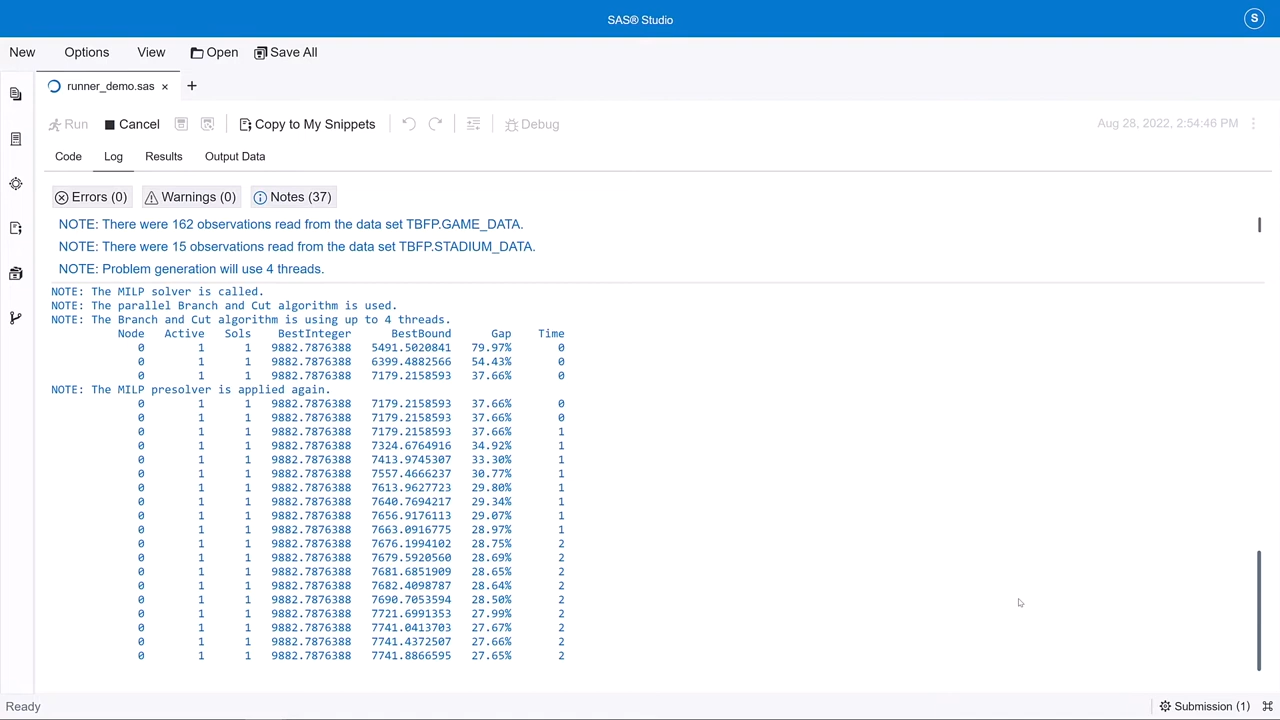 SAS® Studio
S
New Options View Open Save All
runner_demo.sas × +
Run Cancel Copy to My Snippets Debug Aug 28, 2022, 2:54:46 PM
Code Log Results Output Data
Errors (0) Warnings (0) Notes (37)
NOTE: There were 162 observations read from the data set TBFP.GAME_DATA.
NOTE: There were 15 observations read from the data set TBFP.STADIUM_DATA.
NOTE: Problem generation will use 4 threads.
NOTE: The MILP solver is called.
NOTE: The parallel Branch and Cut algorithm is used.
NOTE: The Branch and Cut algorithm is using up to 4 threads.
Node Active Sols BestInteger BestBound Gap Time
0 1 1 9882.7876388 5491.5020841 79.97% 0
0 1 1 9882.7876388 6399.4882566 54.43% 0
0 1 1 9882.7876388 7179.2158593 37.66% 0
NOTE: The MILP presolver is applied again.
0 1 1 9882.7876388 7179.2158593 37.66% 0
0 1 1 9882.7876388 7179.2158593 37.66% 0
0 1 1 9882.7876388 7179.2158593 37.66% 1
0 1 1 9882.7876388 7324.6764916 34.92% 1
0 1 1 9882.7876388 7413.9745307 33.30% 1
0 1 1 9882.7876388 7557.4666237 30.77% 1
0 1 1 9882.7876388 7613.9627723 29.80% 1
0 1 1 9882.7876388 7640.7694217 29.34% 1
0 1 1 9882.7876388 7656.9176113 29.07% 1
0 1 1 9882.7876388 7663.0916775 28.97% 1
0 1 1 9882.7876388 7676.1994102 28.75% 2
0 1 1 9882.7876388 7679.5920560 28.69% 2
0 1 1 9882.7876388 7681.6851909 28.65% 2
0 1 1 9882.7876388 7682.4098787 28.64% 2
0 1 1 9882.7876388 7690.7053594 28.50% 2
0 1 1 9882.7876388 7721.6991353 27.99% 2
0 1 1 9882.7876388 7741.0413703 27.67% 2
0 1 1 9882.7876388 7741.4372507 27.66% 2
0 1 1 9882.7876388 7741.8866595 27.65% 2
Ready Submission (1)